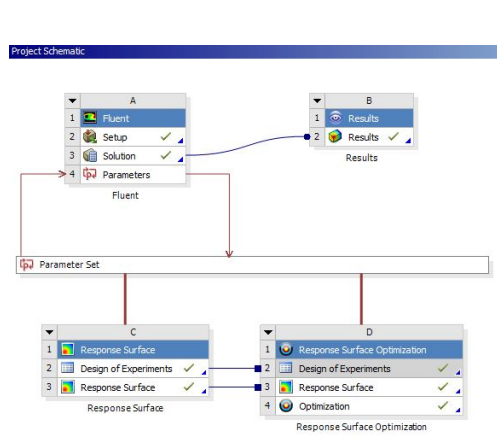 Project Schematic
A
1 Fluent
2 Setup
3 Solution
4 Parameters
Fluent
B
1 Results
2 Results
Results
Parameter Set
C
1 Response Surface
2 Design of Experiments
3 Response Surface
Response Surface
D
1 Response Surface Optimization
2 Design of Experiments
3 Response Surface
4 Optimization
Response Surface Optimization